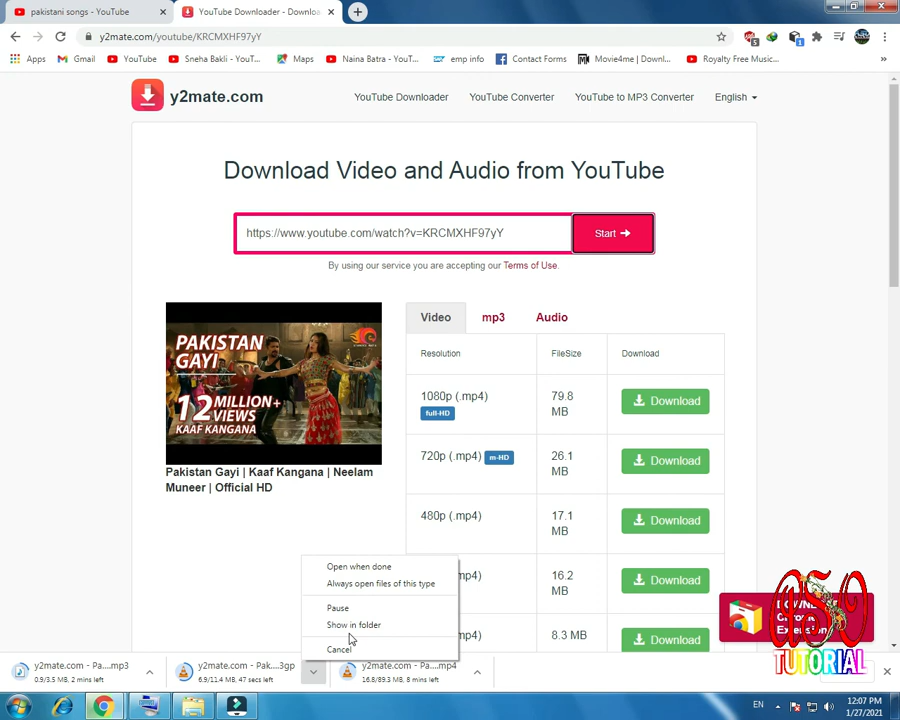 pakistani songs - YouTube
YouTube Downloader - Downloa
y2mate.com/youtube/KRCMXHF97yY
5
1
Apps
Gmail
YouTube
Sneha Bakli - YouT...
Maps
Naina Batra - YouT...
emp info
Contact Forms
Movie4me | Downl...
Royalty Free Music...
»
y2mate.com
YouTube Downloader
YouTube Converter
YouTube to MP3 Converter
English
Download Video and Audio from YouTube
https://www.youtube.com/watch?v=KRCMXHF97yY
Start
By using our service you are accepting our Terms of Use.
PAKISTAN
GAYI
12 MILLION+
VIEWS
KAAF KANGANA
Pakistan Gayi | Kaaf Kangana | Neelam
Muneer | Official HD
Video
mp3
Audio
Resolution
FileSize
Download
1080p (.mp4)
full-HD
79.8
MB
Download
720p (.mp4) m-HD
26.1
MB
Download
480p (.mp4)
17.1
MB
Download
mp4)
16.2
MB
Download
mp4)
8.3 MB
Download
Open when done
Always open files of this type
Pause
Show in folder
Cancel
TUTORIAL
y2mate.com - Pa....mp3
0.9/3.5 MB, 2 mins left
y2mate.com - Pak....3gp
6.9/11.4 MB, 47 secs left
y2mate.com - Pa....mp4
16.8/89.3 MB, 8 mins left
EN
12:07 PM
1/27/2021